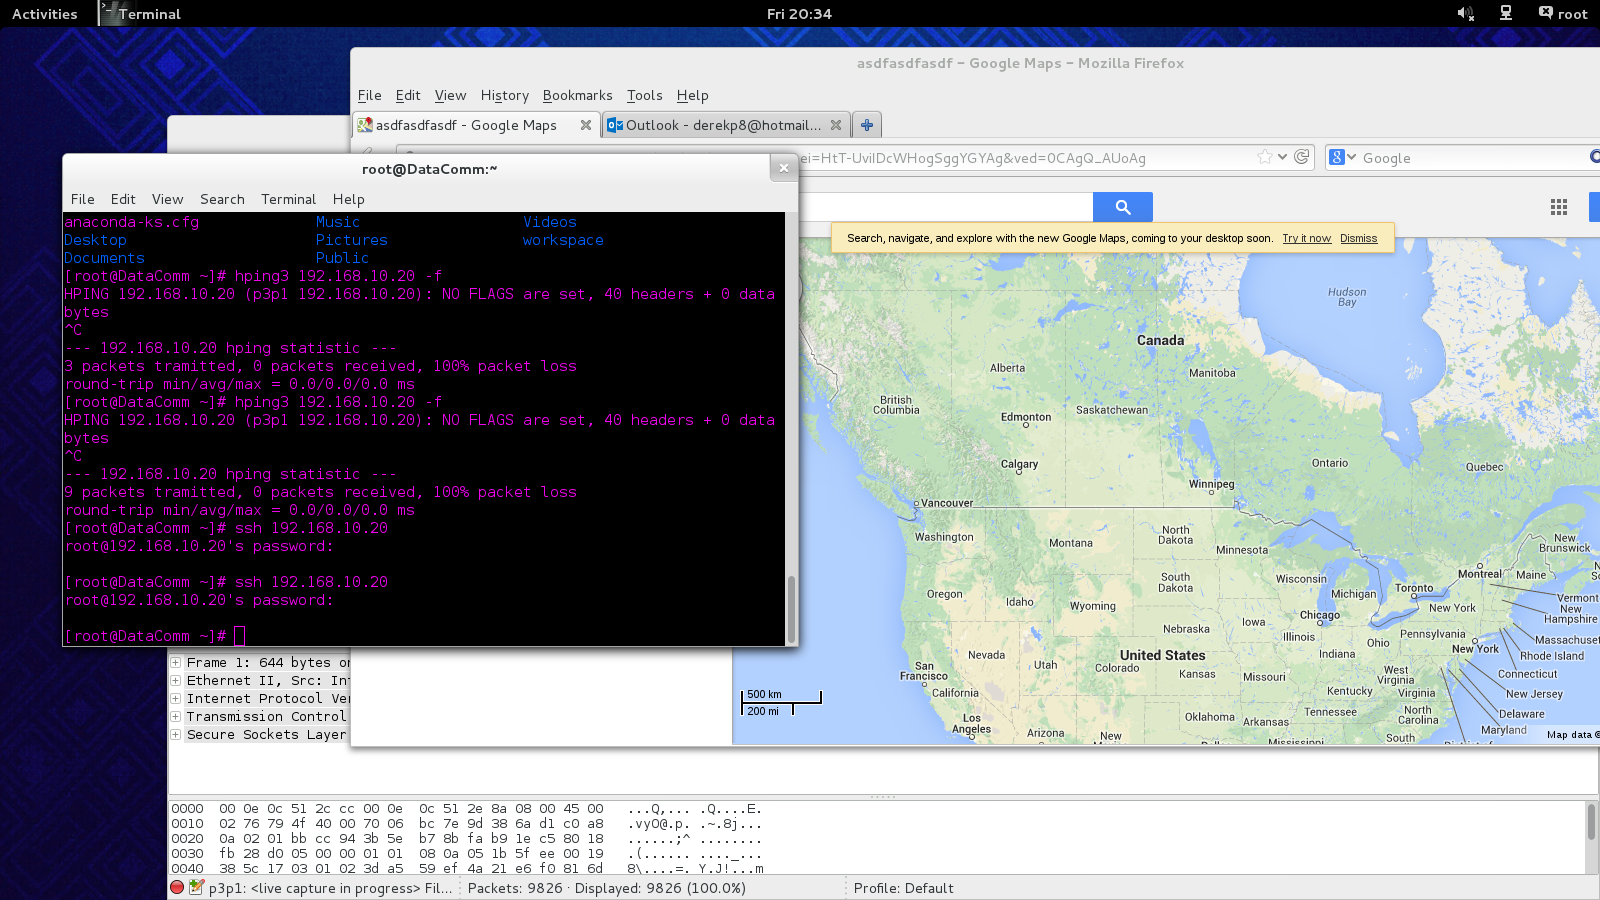 Activities Terminal Fri 20:34 root
asdfasdfasdf - Google Maps - Mozilla Firefox
File Edit View History Bookmarks Tools Help
asdfasdfasdf - Google Maps Outlook - derekp8@hotmail...
ei=HtT-UviIDcWHogSggYGYAg&ved=0CAgQ_AUoAg Google
root@DataComm:~
File Edit View Search Terminal Help
anaconda-ks.cfg Music Videos
Desktop Pictures workspace
Documents Public
[root@DataComm ~]# hping3 192.168.10.20 -f
HPING 192.168.10.20 (p3p1 192.168.10.20): NO FLAGS are set, 40 headers + 0 data
bytes
^C
--- 192.168.10.20 hping statistic ---
3 packets tramitted, 0 packets received, 100% packet loss
round-trip min/avg/max = 0.0/0.0/0.0 ms
[root@DataComm ~]# hping3 192.168.10.20 -f
HPING 192.168.10.20 (p3p1 192.168.10.20): NO FLAGS are set, 40 headers + 0 data
bytes
^C
--- 192.168.10.20 hping statistic ---
9 packets tramitted, 0 packets received, 100% packet loss
round-trip min/avg/max = 0.0/0.0/0.0 ms
[root@DataComm ~]# ssh 192.168.10.20
root@192.168.10.20's password:
[root@DataComm ~]# ssh 192.168.10.20
root@192.168.10.20's password:
[root@DataComm ~]#
Search, navigate, and explore with the new Google Maps, coming to your desktop soon. Try it now Dismiss
Hudson
Bay
Canada
Alberta
Manitoba
British
Columbia
Edmonton
Saskatchewan
Calgary
Ontario
Quebec
Winnipeg
Vancouver
Washington
North
Dakota
Montana
Minnesota
New
Brunswick
Montreal
Maine
South
Dakota
Wisconsin
Michigan
Toronto
Vermont
Oregon
Idaho
Wyoming
New York
New
Hampshire
Chicago
Iowa
Nebraska
Illinois
Ohio
Pennsylvania
Massachuset
Nevada
Utah
Colorado
United States
Indiana
New York
Rhode Island
San
Francisco
Kansas
Missouri
West
Virginia
Connecticut
California
Kentucky
Virginia
New Jersey
500 km
200 mi
Los
Angeles
Arizona
New
Oklahoma
Arkansas
Tennessee
North
Carolina
Delaware
Maryland
Mississippi
South
District of
Map data ©
Frame 1: 644 bytes on
Ethernet II, Src: Int
Internet Protocol Ver
Transmission Control
Secure Sockets Layer
0000 00 0e 0c 51 2c cc 00 0e 0c 51 2e 8a 08 00 45 00 ...Q,... .Q....E.
0010 02 76 79 4f 40 00 70 06 bc 7e 9d 38 6a d1 c0 a8 .vyO@.p. .~.8j...
0020 0a 02 01 bb cc 94 3b 5e b7 8b fa b9 1e c5 80 18 ......;^ ........
0030 fb 28 d0 05 00 00 01 01 08 0a 05 1b 5f ee 00 19 .(...... ...._...
0040 38 5c 17 03 01 02 3d a5 59 ef 4a 21 e6 f0 81 6d 8\....=. Y.J!...m
p3p1: <live capture in progress> Fil... Packets: 9826 · Displayed: 9826 (100.0%) Profile: Default